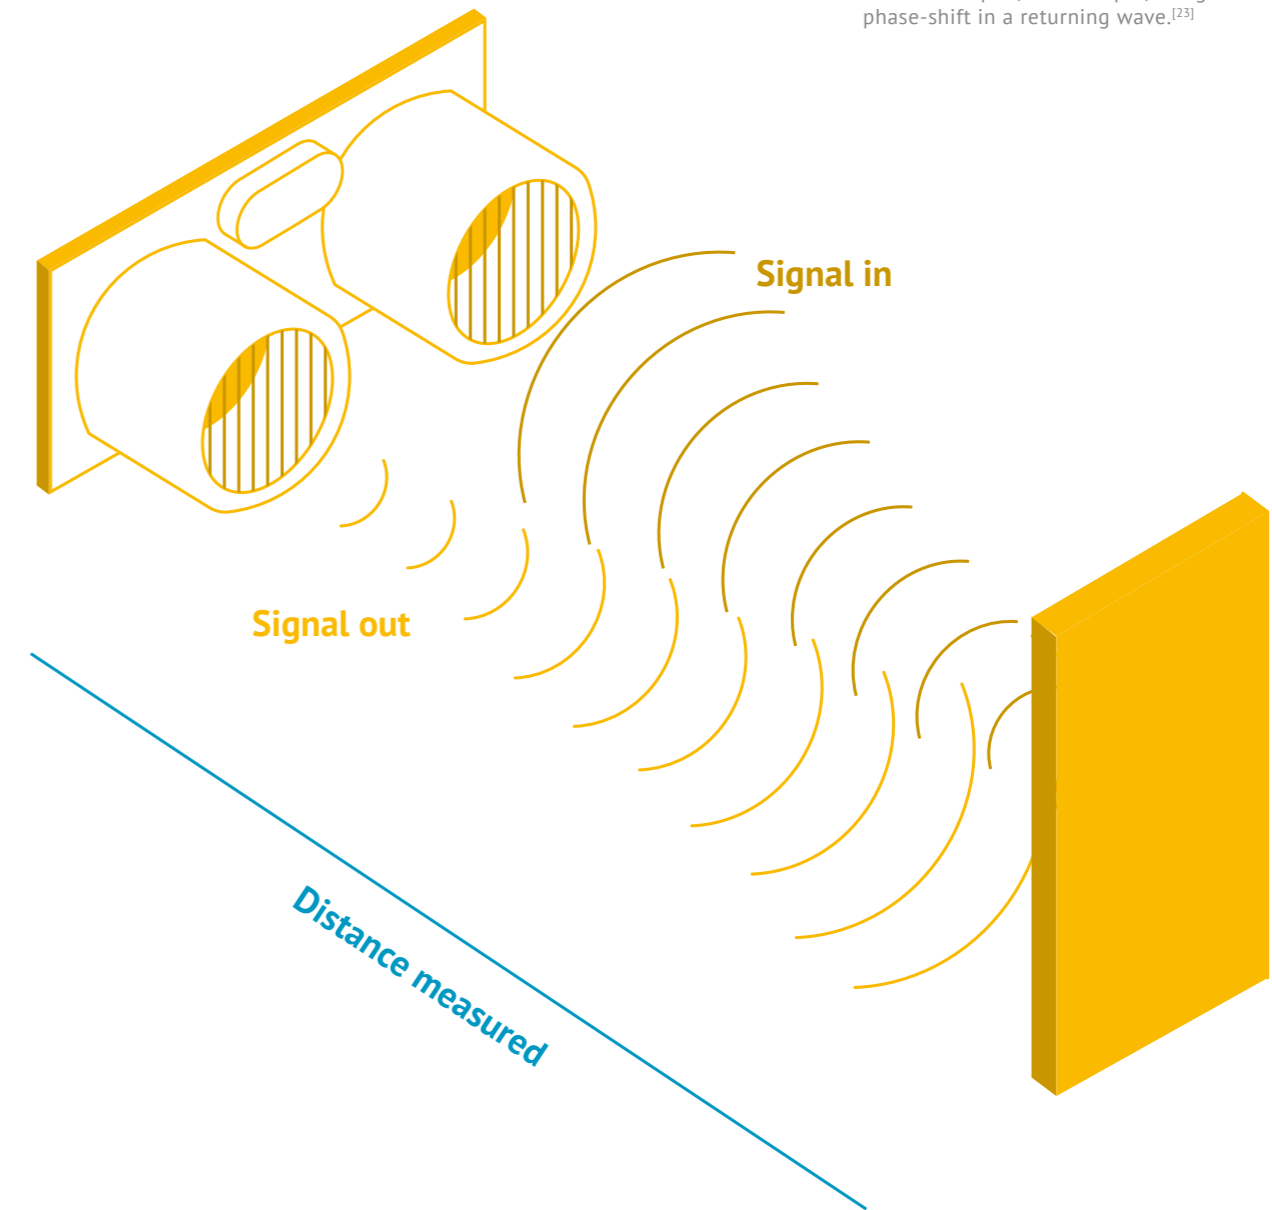 phase-shift in a returning wave.[23]
Signal in
Signal out
Distance measured